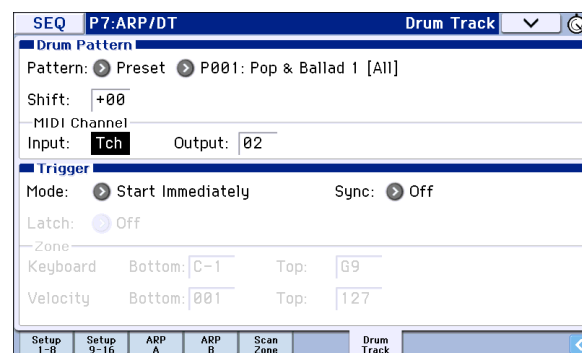 SEQ P7:ARP/DT Drum Track
Drum Pattern
Pattern: Preset P001: Pop & Ballad 1 [All]
Shift: +00
MIDI Channel
Input: Tch Output: 02
Trigger
Mode: Start Immediately Sync: Off
Latch: Off
Zone
Keyboard Bottom: C-1 Top: G9
Velocity Bottom: 001 Top: 127
Setup 1-8 Setup 9-16 ARP A ARP B Scan Zone Drum Track